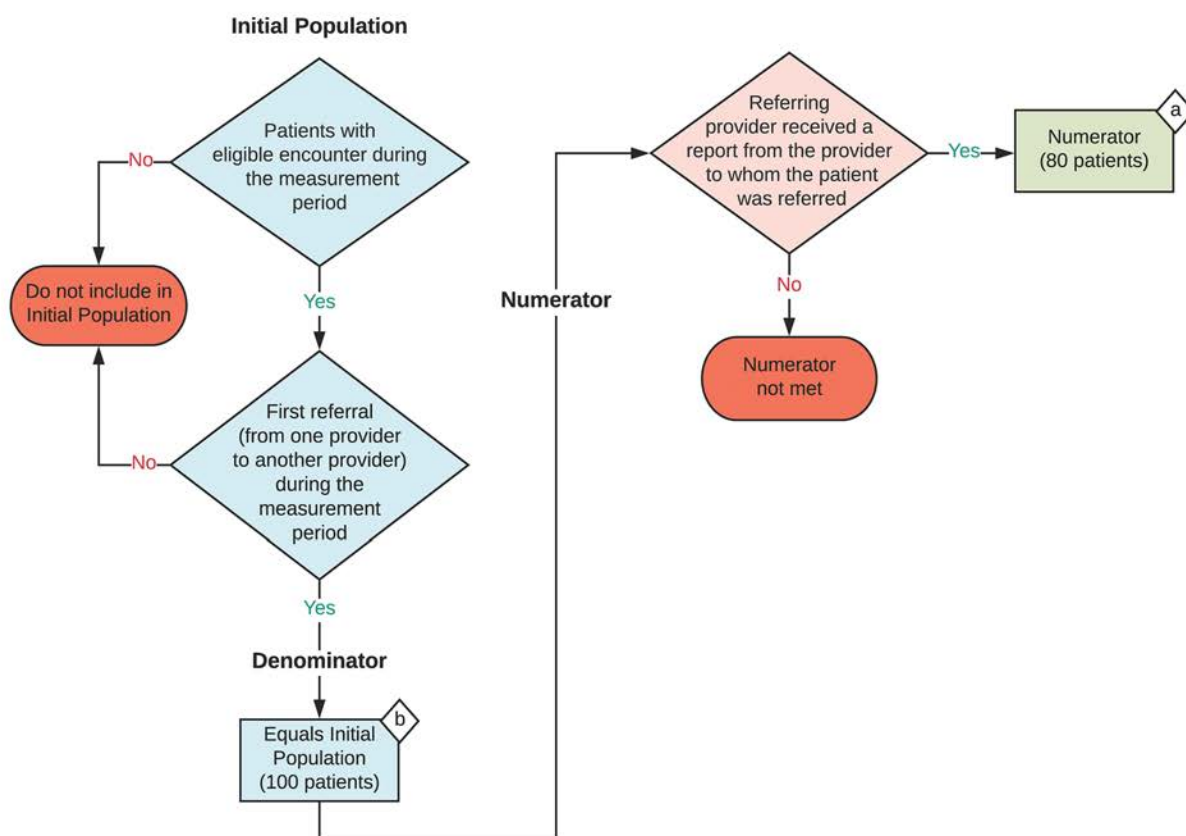 Initial Population
Patients with
eligible encounter during
the measurement
period
No
Do not include in
Initial Population
Yes
First referral
(from one provider
to another provider)
during the
measurement
period
No
Yes
Denominator
b
Equals Initial
Population
(100 patients)
Numerator
Referring
provider received a
report from the provider
to whom the patient
was referred
Yes
a
Numerator
(80 patients)
No
Numerator
not met